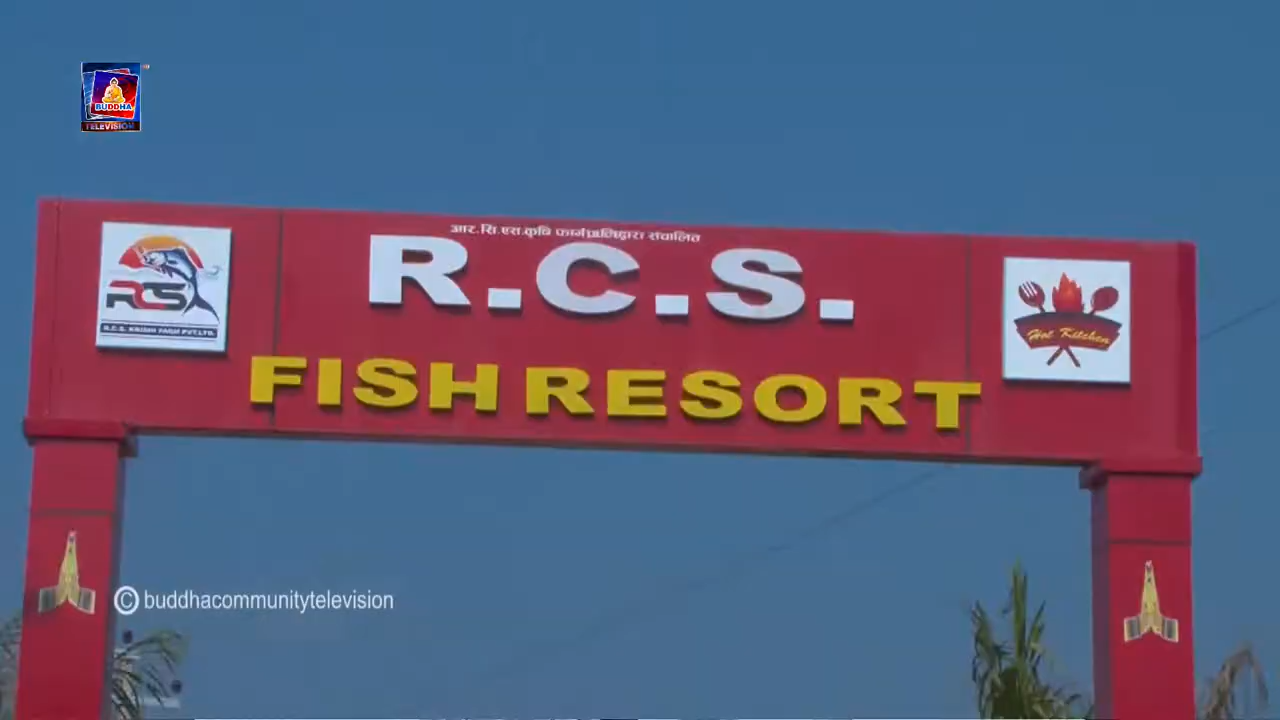 BUDDHA
TELEVISION
आर. सि. एस. कृषि फार्म प्रा.लि.द्वारा संचालित
R.C.S.
FISH RESORT
RCS
R.C.S. KRISHI FARM PVT.LTD.
Hot Kitchen
© buddhacommunitytelevision